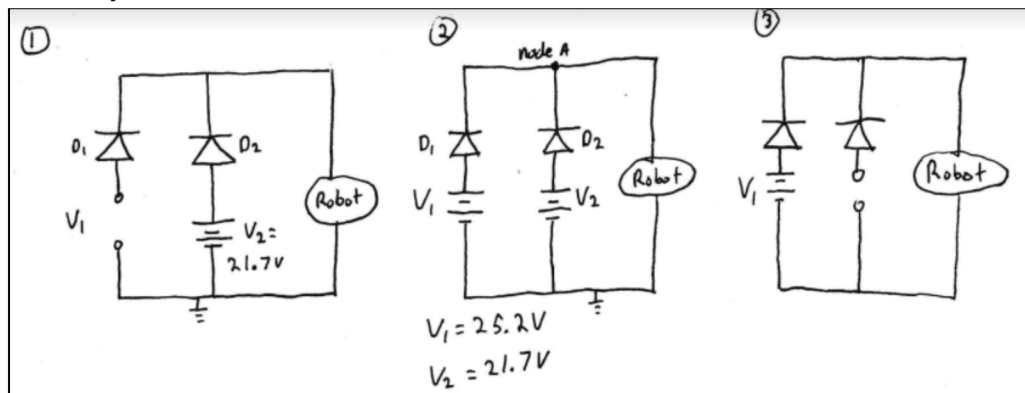 ①
D₁
D₂
V₁
V₂=
21.7V
Robot
②
node A
D₁
D₂
V₁
V₂
Robot
V₁ = 25.2V
V₂ = 21.7V
③
V₁
Robot